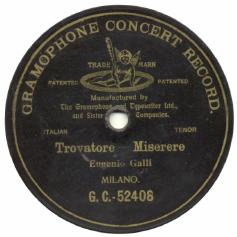 GRAMOPHONE CONCERT RECORD.
TRADE MARK
PATENTED PATENTED
Manufactured by
The Gramophone and Typewriter Ltd.,
and Sister Companies.
ITALIAN TENOR
Trovatore Miserere
Eugenio Galli
MILANO.
G.C.-52406